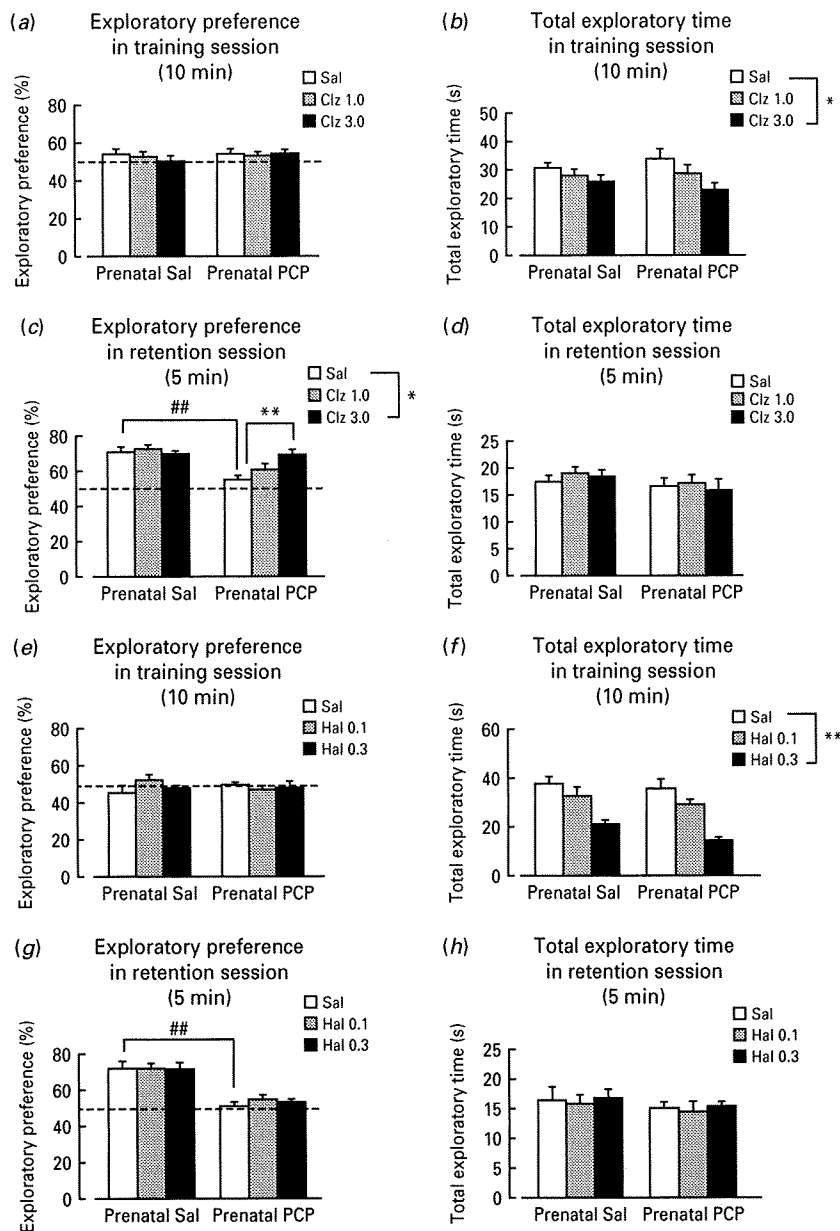 (a) Exploratory preference
in training session
(10 min)
Sal
Clz 1.0
Clz 3.0
Exploratory preference (%)
80
60
40
20
0
Prenatal Sal Prenatal PCP
(b) Total exploratory time
in training session
(10 min)
Sal
Clz 1.0
Clz 3.0
*
Total exploratory time (s)
50
40
30
20
10
0
Prenatal Sal Prenatal PCP
(c) Exploratory preference
in retention session
(5 min)
Sal
Clz 1.0
Clz 3.0
*
## **
Exploratory preference (%)
80
60
40
20
0
Prenatal Sal Prenatal PCP
(d) Total exploratory time
in retention session
(5 min)
Sal
Clz 1.0
Clz 3.0
Total exploratory time (s)
25
20
15
10
5
0
Prenatal Sal Prenatal PCP
(e) Exploratory preference
in training session
(10 min)
Sal
Hal 0.1
Hal 0.3
Exploratory preference (%)
80
60
40
20
0
Prenatal Sal Prenatal PCP
(f) Total exploratory time
in training session
(10 min)
Sal
Hal 0.1
Hal 0.3
**
Total exploratory time (s)
60
40
20
0
Prenatal Sal Prenatal PCP
(g) Exploratory preference
in retention session
(5 min)
Sal
Hal 0.1
Hal 0.3
##
Exploratory preference (%)
80
60
40
20
0
Prenatal Sal Prenatal PCP
(h) Total exploratory time
in retention session
(5 min)
Sal
Hal 0.1
Hal 0.3
Total exploratory time (s)
25
20
15
10
5
0
Prenatal Sal Prenatal PCP